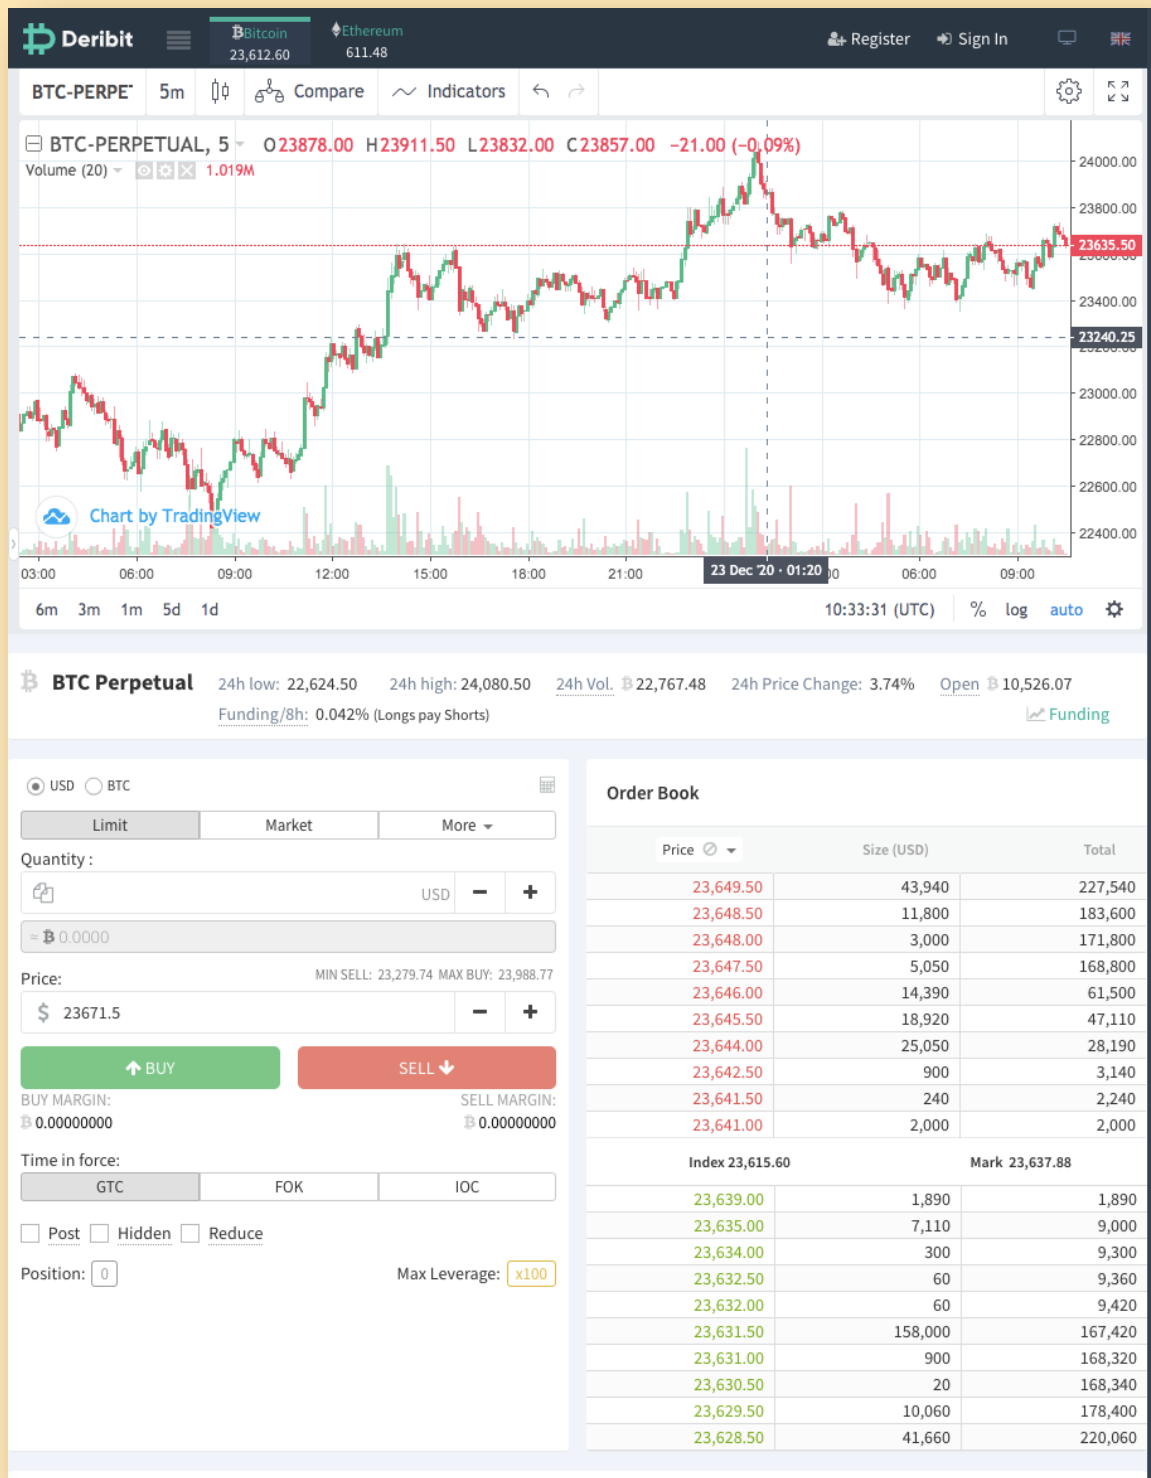 Deribit
Bitcoin
23,612.60
Ethereum
611.48
Register
Sign In
BTC-PERPE
5m
Compare
Indicators
BTC-PERPETUAL, 5 O23878.00 H23911.50 L23832.00 C23857.00 −21.00 (−0.09%)
Volume (20) 1.019M
24000.00
23800.00
23635.50
23400.00
23240.25
23000.00
22800.00
22600.00
22400.00
Chart by TradingView
03:00 06:00 09:00 12:00 15:00 18:00 21:00 23 Dec '20 · 01:20 06:00 09:00
6m 3m 1m 5d 1d 10:33:31 (UTC) % log auto
BTC Perpetual 24h low: 22,624.50 24h high: 24,080.50 24h Vol. ₿ 22,767.48 24h Price Change: 3.74% Open ₿ 10,526.07
Funding/8h: 0.042% (Longs pay Shorts) Funding
USD BTC
Limit Market More
Quantity :
USD − +
≈ ₿ 0.0000
Price: MIN SELL: 23,279.74 MAX BUY: 23,988.77
$ 23671.5 − +
BUY SELL
BUY MARGIN: SELL MARGIN:
₿ 0.00000000 ₿ 0.00000000
Time in force:
GTC FOK IOC
Post Hidden Reduce
Position: 0 Max Leverage: x100
Order Book
Price Size (USD) Total
23,649.50 43,940 227,540
23,648.50 11,800 183,600
23,648.00 3,000 171,800
23,647.50 5,050 168,800
23,646.00 14,390 61,500
23,645.50 18,920 47,110
23,644.00 25,050 28,190
23,642.50 900 3,140
23,641.50 240 2,240
23,641.00 2,000 2,000
Index 23,615.60 Mark 23,637.88
23,639.00 1,890 1,890
23,635.00 7,110 9,000
23,634.00 300 9,300
23,632.50 60 9,360
23,632.00 60 9,420
23,631.50 158,000 167,420
23,631.00 900 168,320
23,630.50 20 168,340
23,629.50 10,060 178,400
23,628.50 41,660 220,060